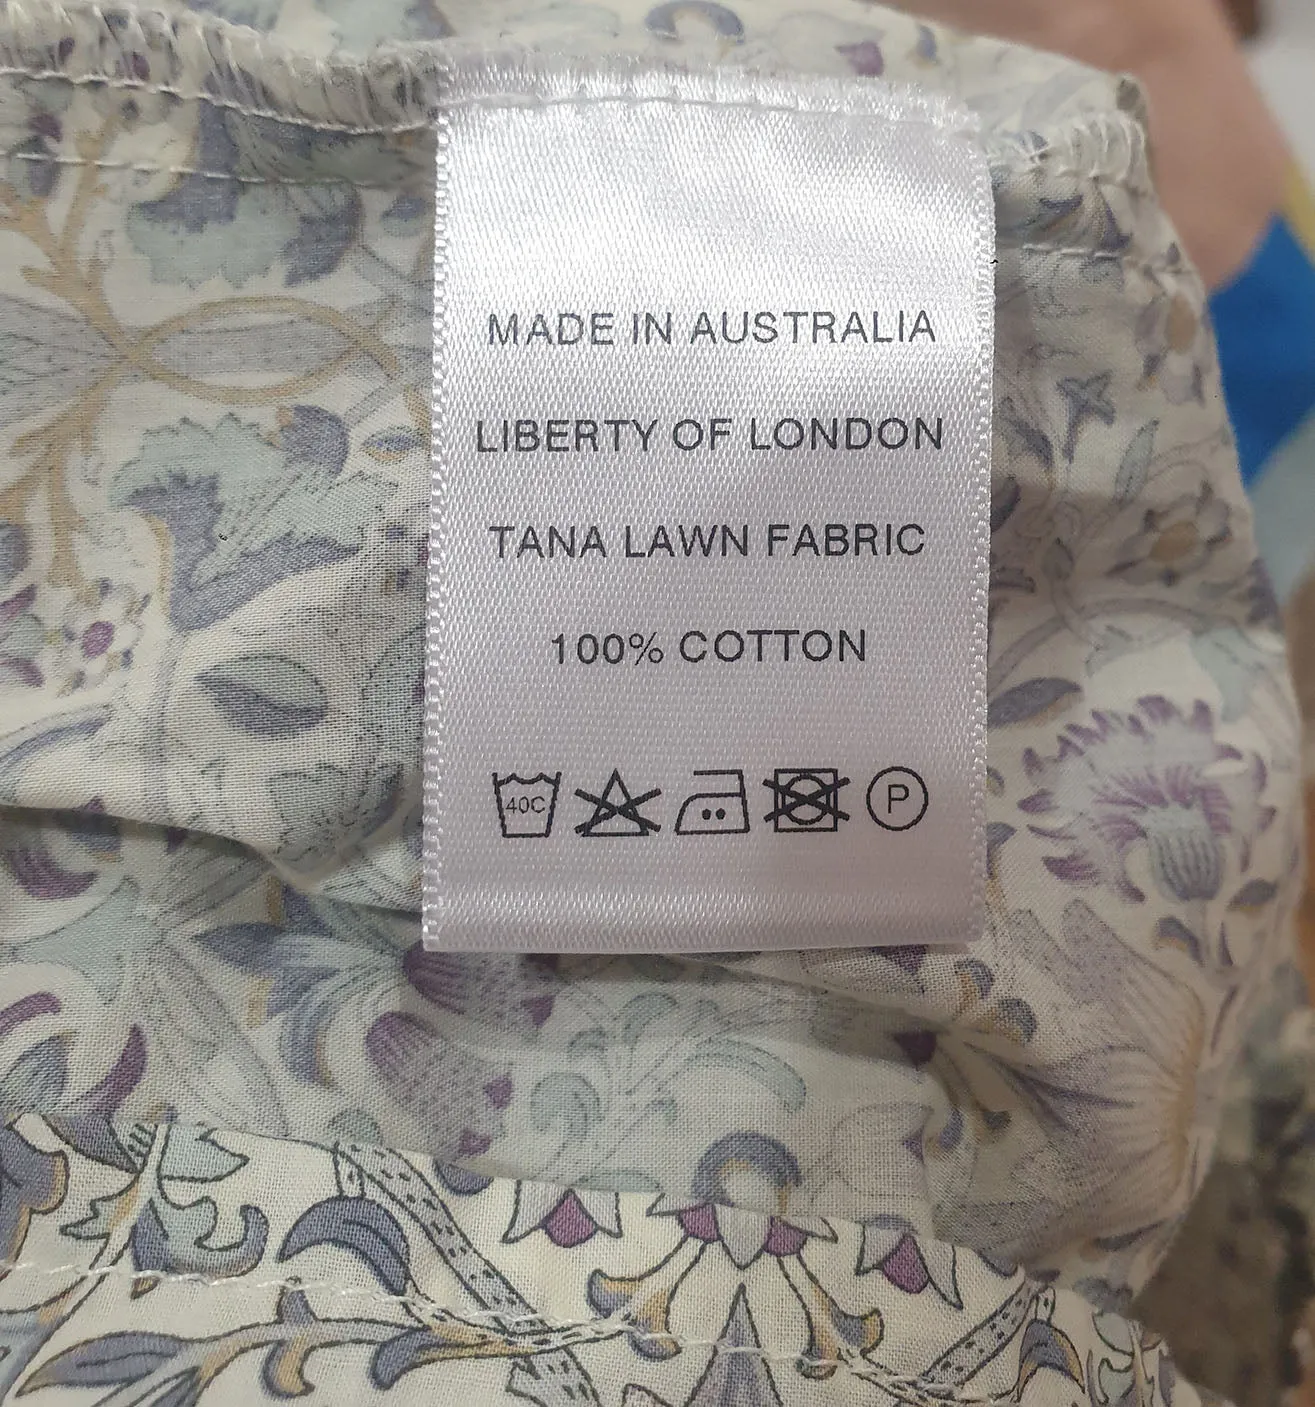 MADE IN AUSTRALIA
LIBERTY OF LONDON
TANA LAWN FABRIC
100% COTTON
40C P